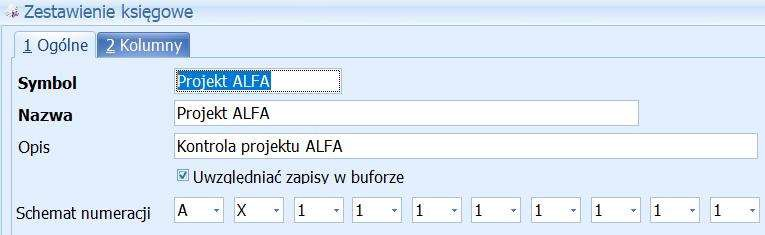 Zestawienie księgowe
1 Ogólne 2 Kolumny
Symbol Projekt ALFA
Nazwa Projekt ALFA
Opis Kontrola projektu ALFA
Uwzględniać zapisy w buforze
Schemat numeracji A X 1 1 1 1 1 1 1 1